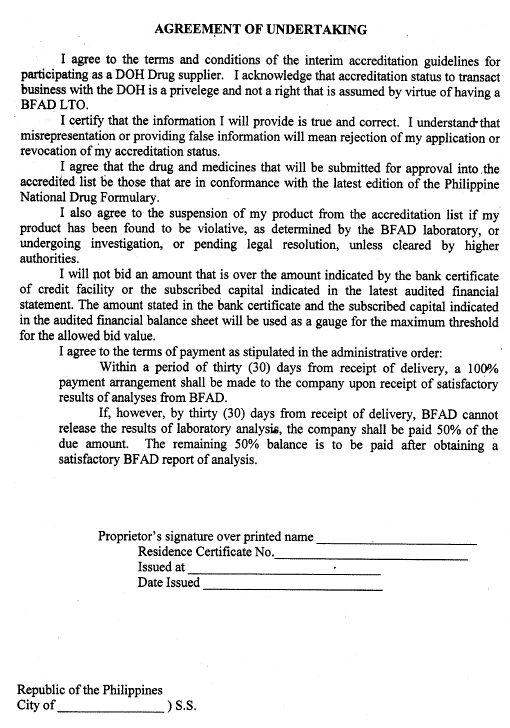 AGREEMENT OF UNDERTAKING
I agree to the terms and conditions of the interim accreditation guidelines for
participating as a DOH Drug supplier. I acknowledge that accreditation status to transact
business with the DOH is a privelege and not a right that is assumed by virtue of having a
BFAD LTO.
I certify that the information I will provide is true and correct. I understand that
misrepresentation or providing false information will mean rejection of my application or
revocation of my accreditation status.
I agree that the drug and medicines that will be submitted for approval into the
accredited list be those that are in conformance with the latest edition of the Philippine
National Drug Formulary.
I also agree to the suspension of my product from the accreditation list if my
product has been found to be violative, as determined by the BFAD laboratory, or
undergoing investigation, or pending legal resolution, unless cleared by higher
authorities.
I will not bid an amount that is over the amount indicated by the bank certificate
of credit facility or the subscribed capital indicated in the latest audited financial
statement. The amount stated in the bank certificate and the subscribed capital indicated
in the audited financial balance sheet will be used as a gauge for the maximum threshold
for the allowed bid value.
I agree to the terms of payment as stipulated in the administrative order:
Within a period of thirty (30) days from receipt of delivery, a 100%
payment arrangement shall be made to the company upon receipt of satisfactory
results of analyses from BFAD.
If, however, by thirty (30) days from receipt of delivery, BFAD cannot
release the results of laboratory analysis, the company shall be paid 50% of the
due amount. The remaining 50% balance is to be paid after obtaining a
satisfactory BFAD report of analysis.
Proprietor's signature over printed name ____________________
Residence Certificate No. ____________________
Issued at ____________________
Date Issued ____________________
Republic of the Philippines
City of ______________ ) S.S.